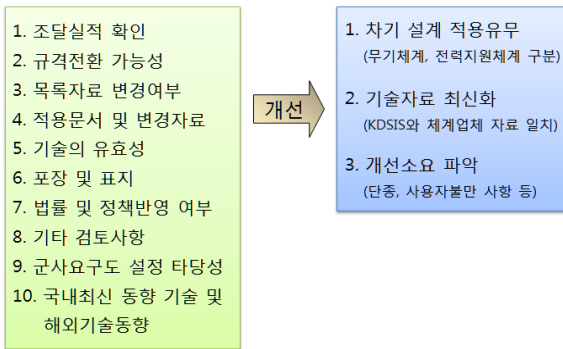 1. 조달실적 확인
2. 규격전환 가능성
3. 목록자료 변경여부
4. 적용문서 및 변경자료
5. 기술의 유효성
6. 포장 및 표지
7. 법률 및 정책반영 여부
8. 기타 검토사항
9. 군사요구도 설정 타당성
10. 국내최신 동향 기술 및
해외기술동향
개선
1. 차기 설계 적용유무
(무기체계, 전력지원체계 구분)
2. 기술자료 최신화
(KDSIS와 체계업체 자료 일치)
3. 개선소요 파악
(단종, 사용자불만 사항 등)